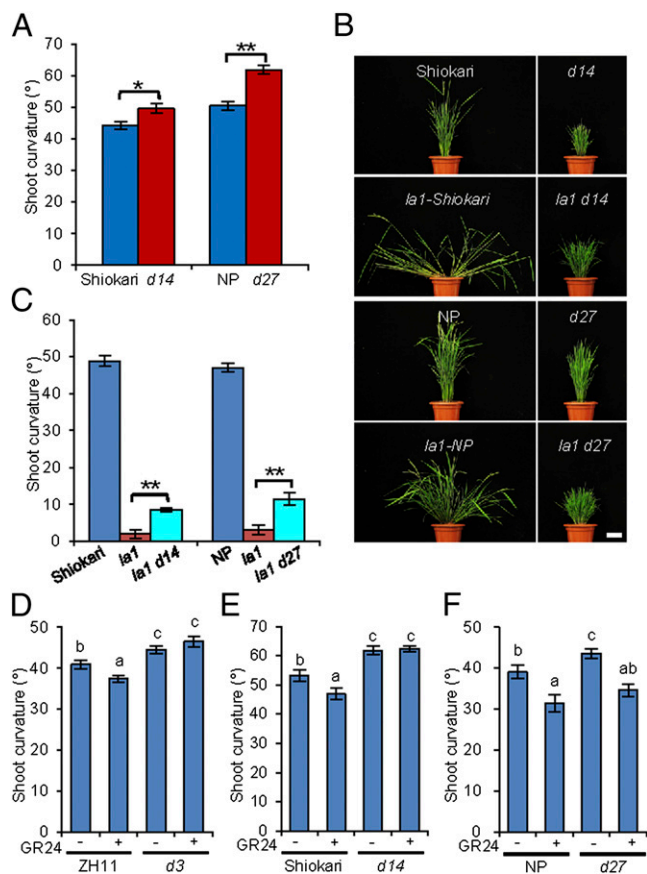 A
Shoot curvature (°)
70
60
50
40
30
20
10
0
*
**
Shiokari d14 NP d27
B
Shiokari d14
la1-Shiokari la1 d14
NP d27
la1-NP la1 d27
C
Shoot curvature (°)
60
50
40
30
20
10
0
**
**
Shiokari la1 la1 d14 NP la1 la1 d27
D
Shoot curvature (°)
50
40
30
20
10
0
b a c c
GR24 - + - +
ZH11 d3
E
Shoot curvature (°)
70
60
50
40
30
20
10
0
b a c c
GR24 - + - +
Shiokari d14
F
Shoot curvature (°)
50
40
30
20
10
0
b a c ab
GR24 - + - +
NP d27